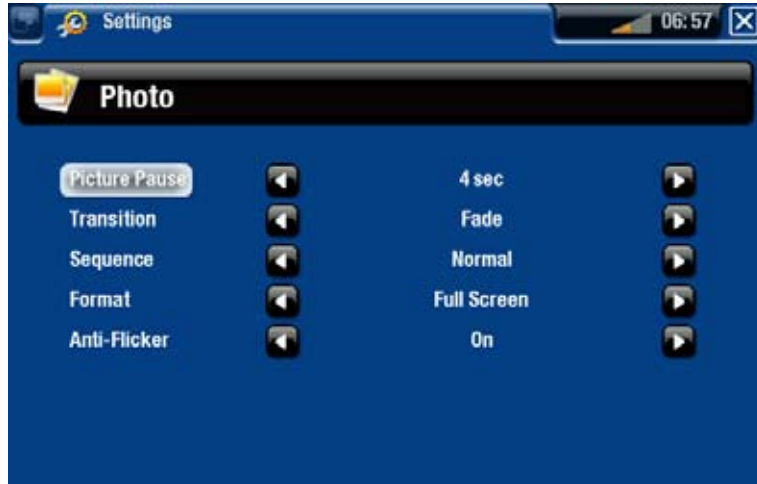 Settings 06:57
Photo
Picture Pause 4 sec
Transition Fade
Sequence Normal
Format Full Screen
Anti-Flicker On